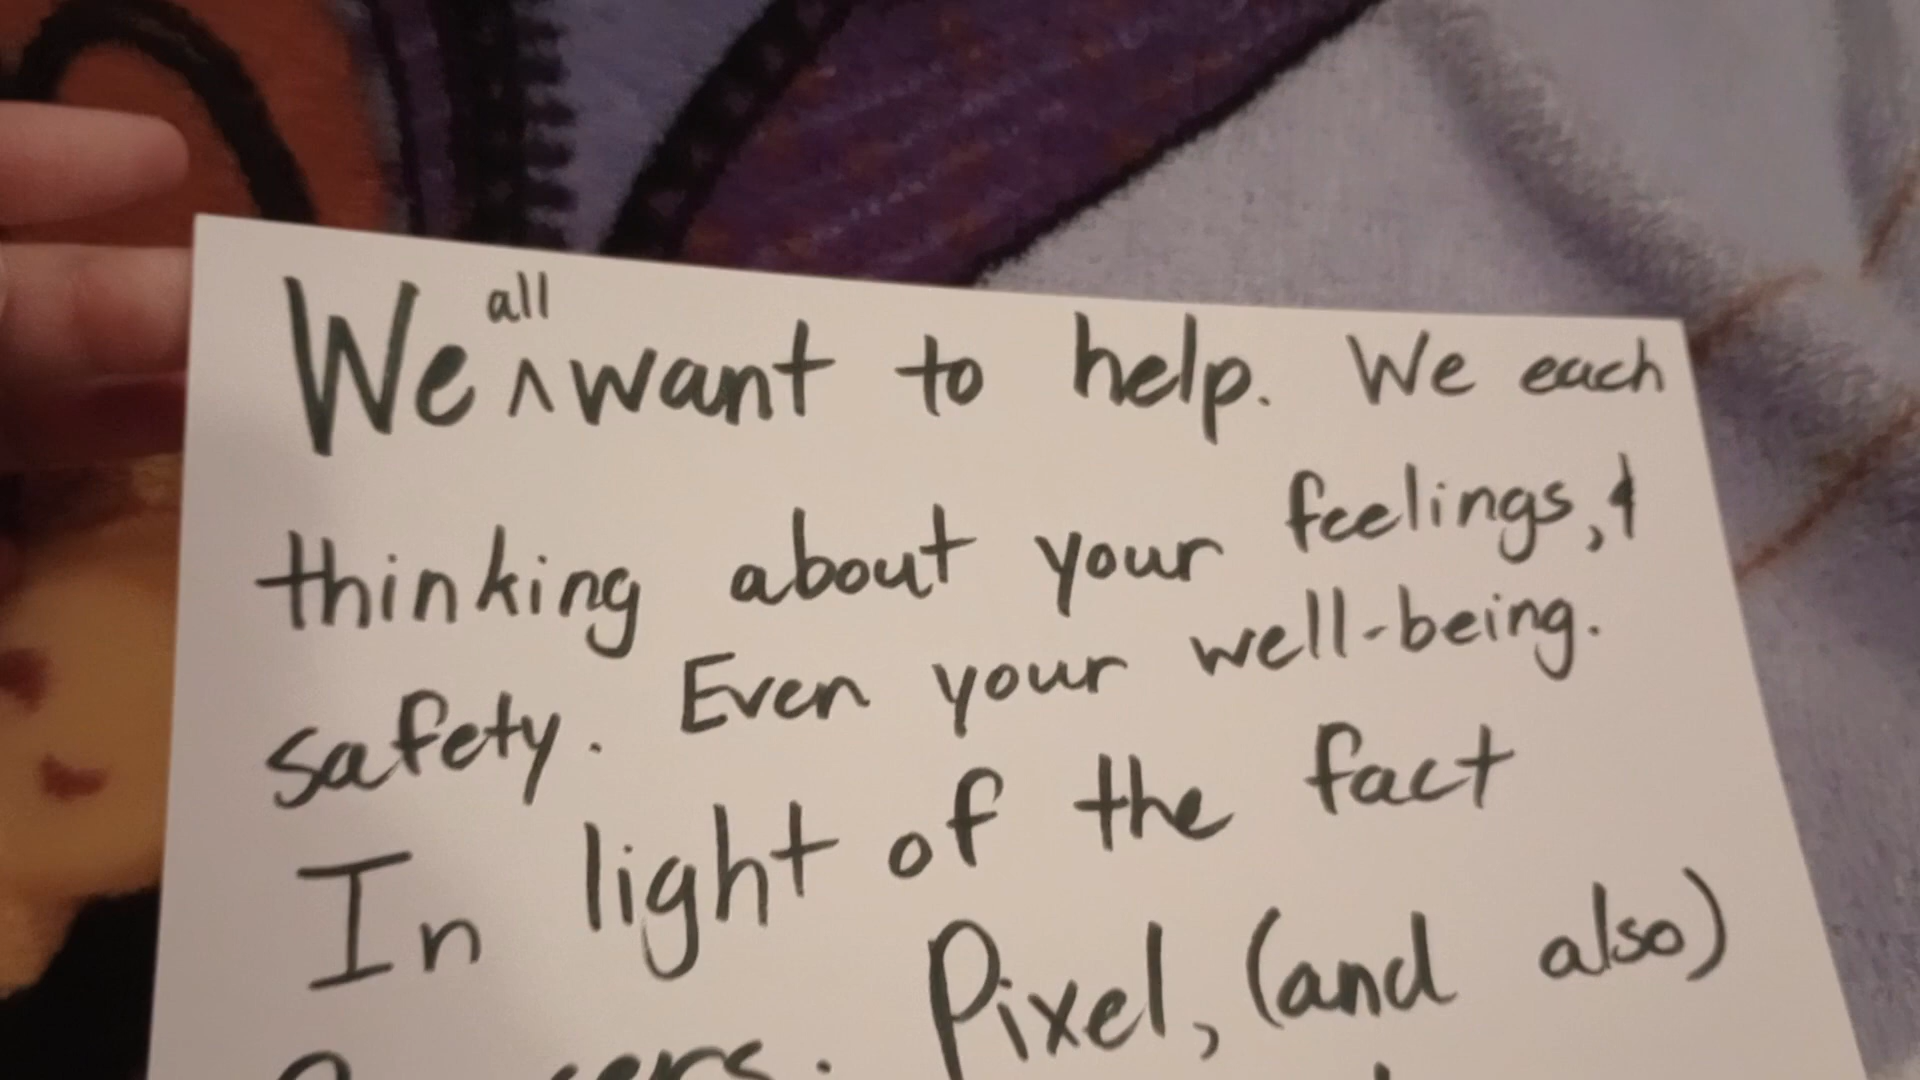 We ^all want to help. We each
thinking about your feelings, &
safety. Even your well-being.
In light of the fact
Pixel, (and also)